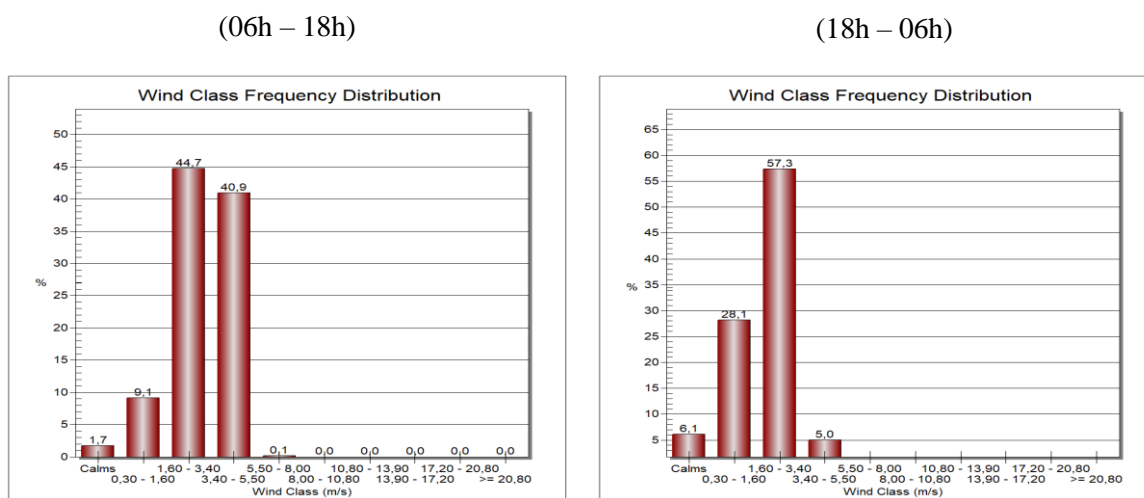 (06h – 18h)
(18h – 06h)
Wind Class Frequency Distribution
50
45
40
35
30
25
20
15
10
5
0
%
1,7
9,1
44,7
40,9
0,1
0,0
0,0
0,0
0,0
0,0
Calms
1,60 - 3,40
5,50 - 8,00
10,80 - 13,90
17,20 - 20,80
0,30 - 1,60
3,40 - 5,50
8,00 - 10,80
13,90 - 17,20
>= 20,80
Wind Class (m/s)
Wind Class Frequency Distribution
65
60
55
50
45
40
35
30
25
20
15
10
5
%
6,1
28,1
57,3
5,0
Calms
1,60 - 3,40
5,50 - 8,00
10,80 - 13,90
17,20 - 20,80
0,30 - 1,60
3,40 - 5,50
8,00 - 10,80
13,90 - 17,20
>= 20,80
Wind Class (m/s)